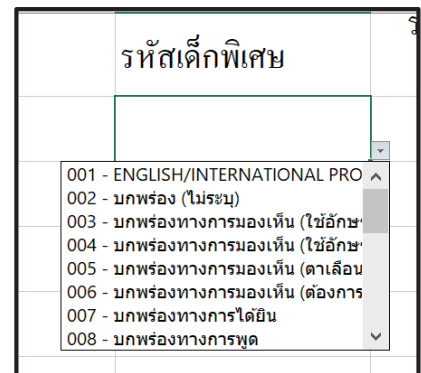 รหัสเด็กพิเศษ
001 - ENGLISH/INTERNATIONAL PRO
002 - บกพร่อง (ไม่ระบุ)
003 - บกพร่องทางการมองเห็น (ใช้อักษ
004 - บกพร่องทางการมองเห็น (ใช้อักษ
005 - บกพร่องทางการมองเห็น (ตาเลือน
006 - บกพร่องทางการมองเห็น (ต้องการ
007 - บกพร่องทางการได้ยิน
008 - บกพร่องทางการพูด